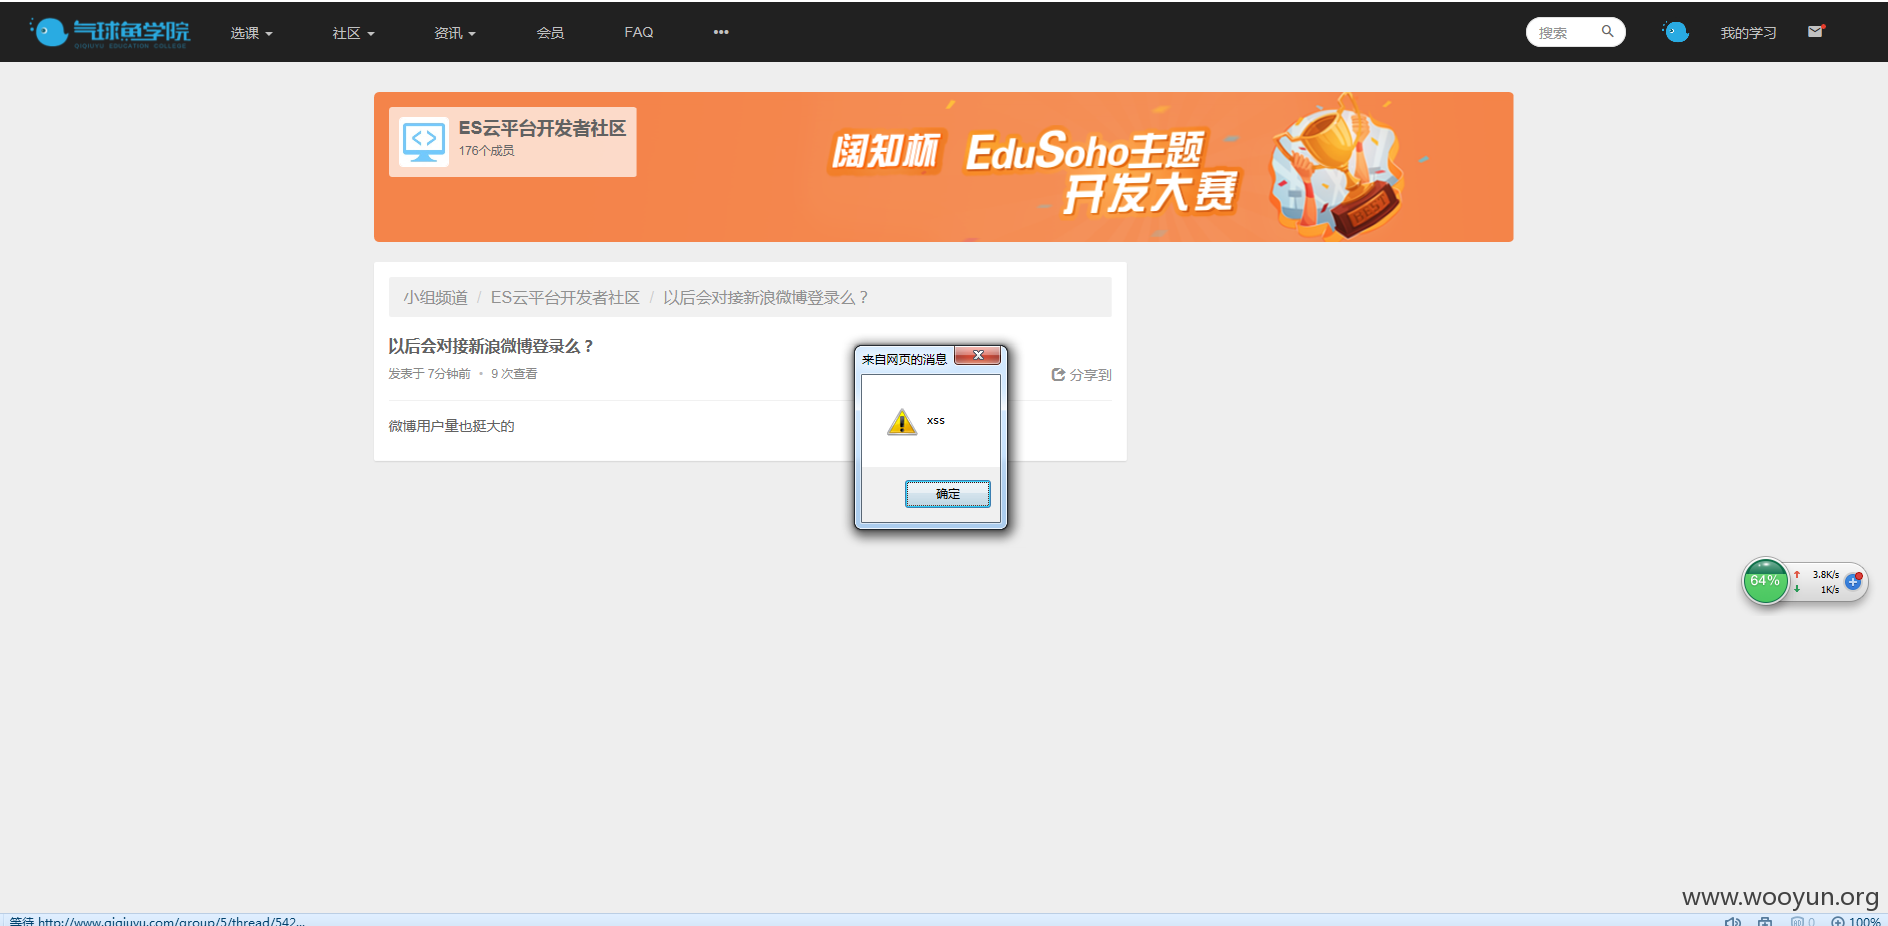 气球鱼学院
QIQIUYU EDUCATION COLLEGE
选课
社区
资讯
会员
FAQ
•••
搜索
我的学习
ES云平台开发者社区
176个成员
阔知杯 EduSoho主题
开发大赛
BEST
小组频道 / ES云平台开发者社区 / 以后会对接新浪微博登录么？
以后会对接新浪微博登录么？
发表于 7分钟前 • 9 次查看
分享到
微博用户量也挺大的
来自网页的消息
xss
确定
64%
3.8K/s
1K/s
www.wooyun.org
等待 http://www.qiqiuyu.com/group/5/thread/542...
0
100%